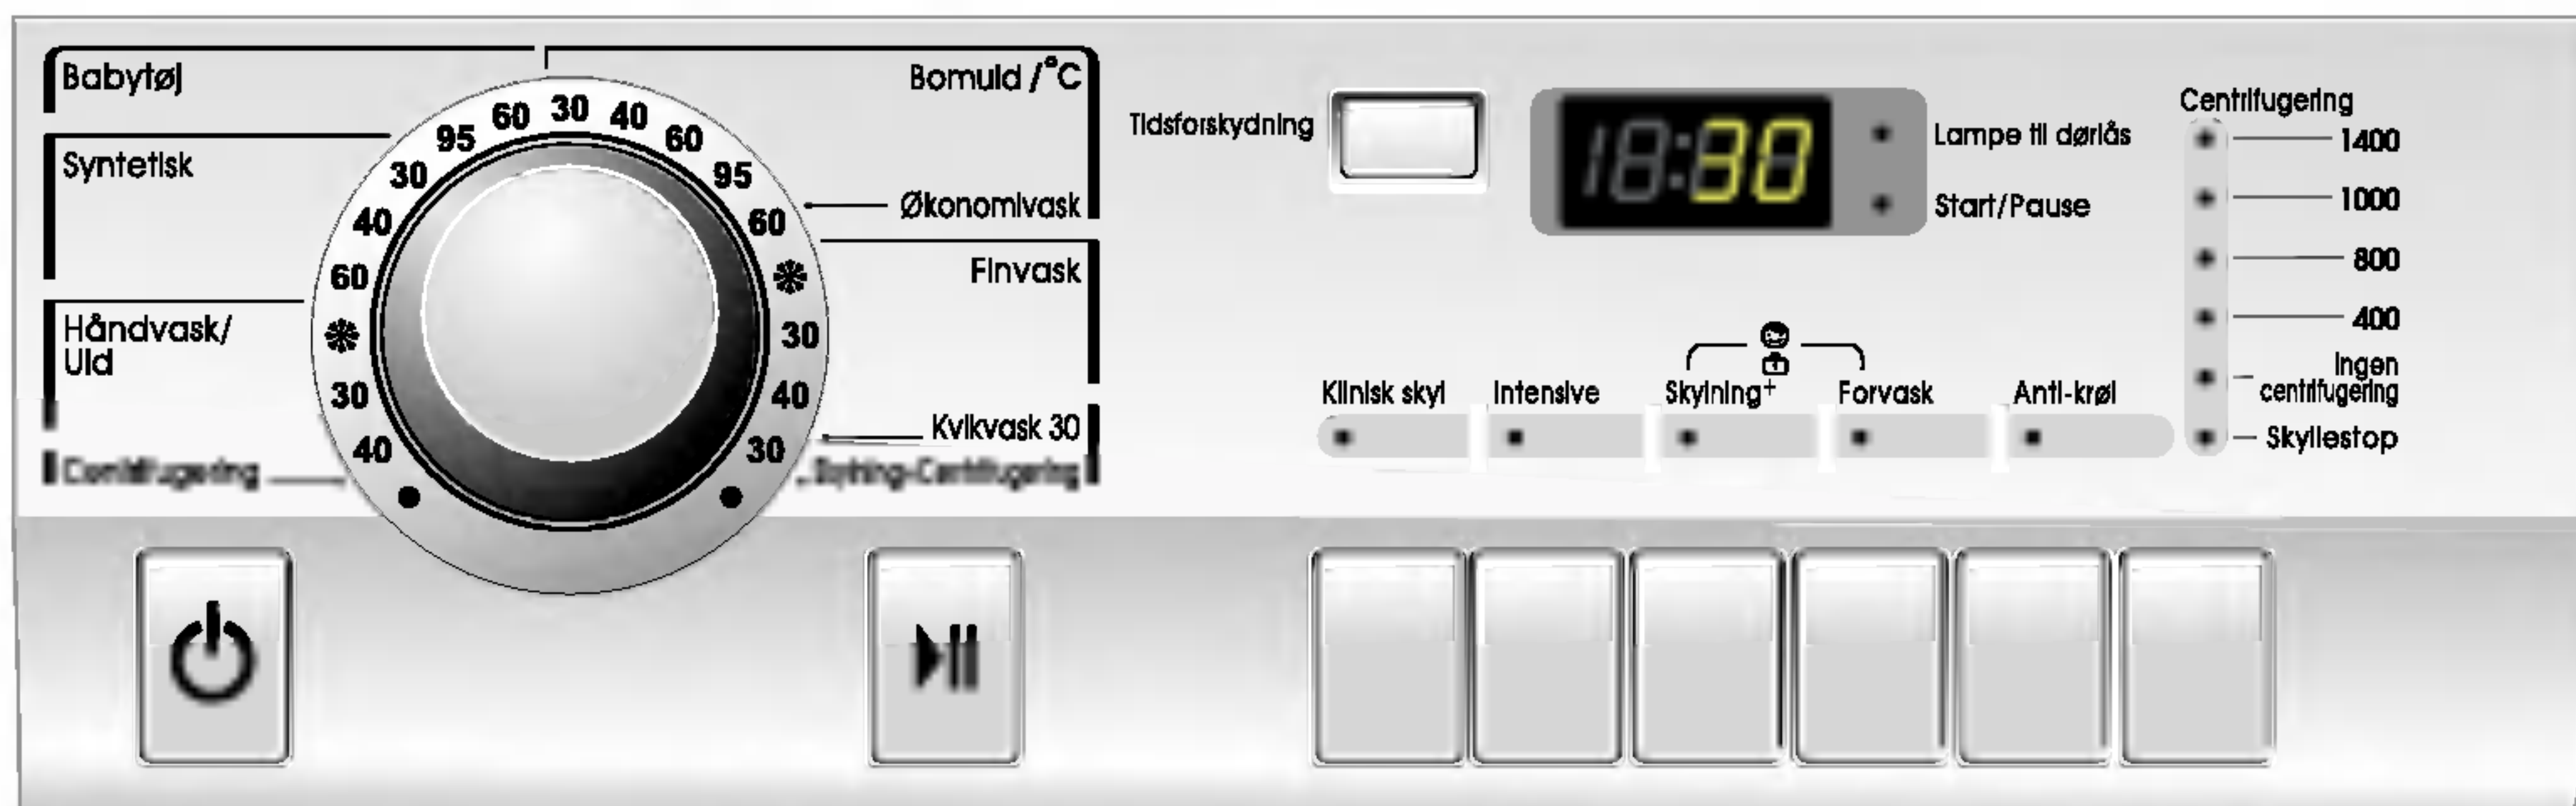 Babytøj
Syntetisk
Håndvask/
Uld
Bomuld /°C
Økonomivask
Finvask
Kvikvask 30
40
30
60
40
30
95
60
30
40
60
95
60
30
40
30
Tidsforskydning
18:30
Lampe til dørlås
Start/Pause
Klinisk skyl
Intensive
Skylning+
Forvask
Anti-krøl
Centrifugering
1400
1000
800
400
Ingen
centrifugering
Skyllestop